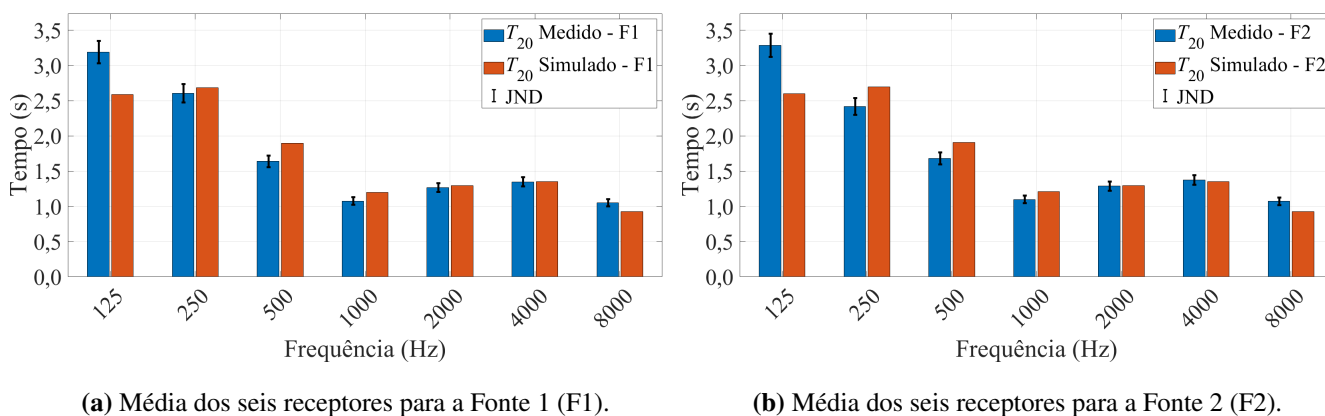 3,5
3,0
2,5
2,0
1,5
1,0
0,5
0,0
Tempo (s)
T20 Medido - F1
T20 Simulado - F1
JND
125
250
500
1000
2000
4000
8000
Frequência (Hz)
(a) Média dos seis receptores para a Fonte 1 (F1).
3,5
3,0
2,5
2,0
1,5
1,0
0,5
0,0
Tempo (s)
T20 Medido - F2
T20 Simulado - F2
JND
125
250
500
1000
2000
4000
8000
Frequência (Hz)
(b) Média dos seis receptores para a Fonte 2 (F2).